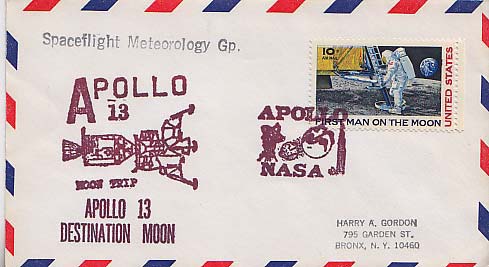 Spaceflight Meteorology Gp.
APOLLO
13
MOON TRIP
APOLLO 13
DESTINATION MOON
APOLLO
NASA
10¢
AIR MAIL
UNITED STATES
FIRST MAN ON THE MOON
HARRY A. GORDON
795 GARDEN ST.
BRONX, N. Y. 10460